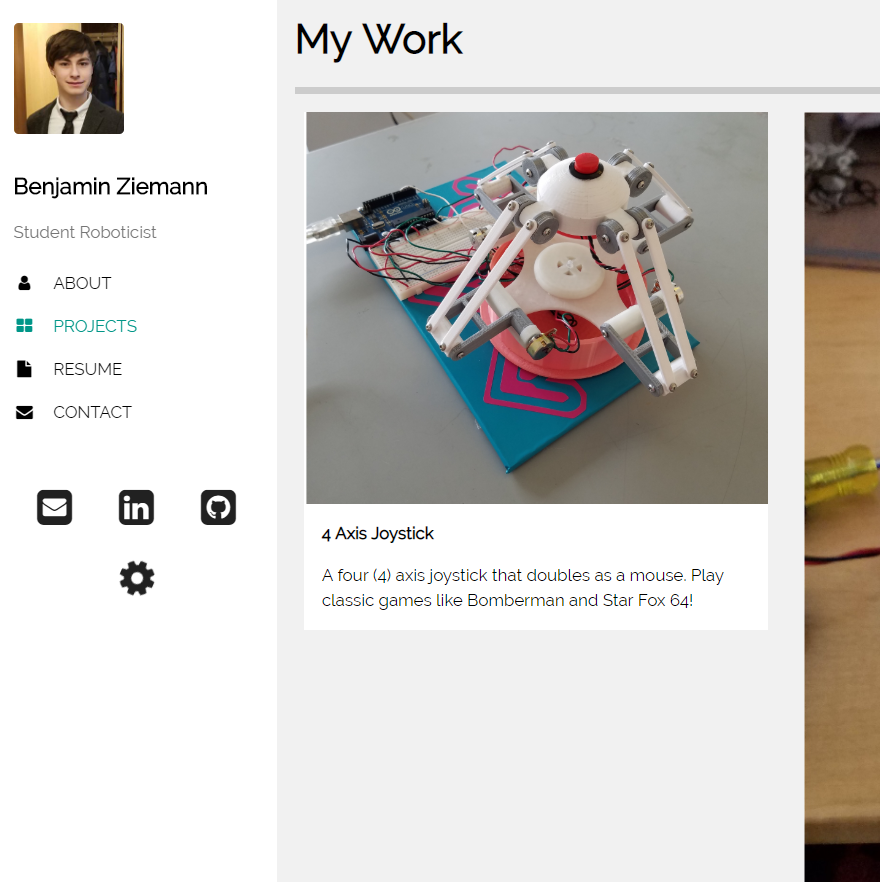 My Work
Benjamin Ziemann
Student Roboticist
ABOUT
PROJECTS
RESUME
CONTACT
in
4 Axis Joystick
A four (4) axis joystick that doubles as a mouse. Play
classic games like Bomberman and Star Fox 64!